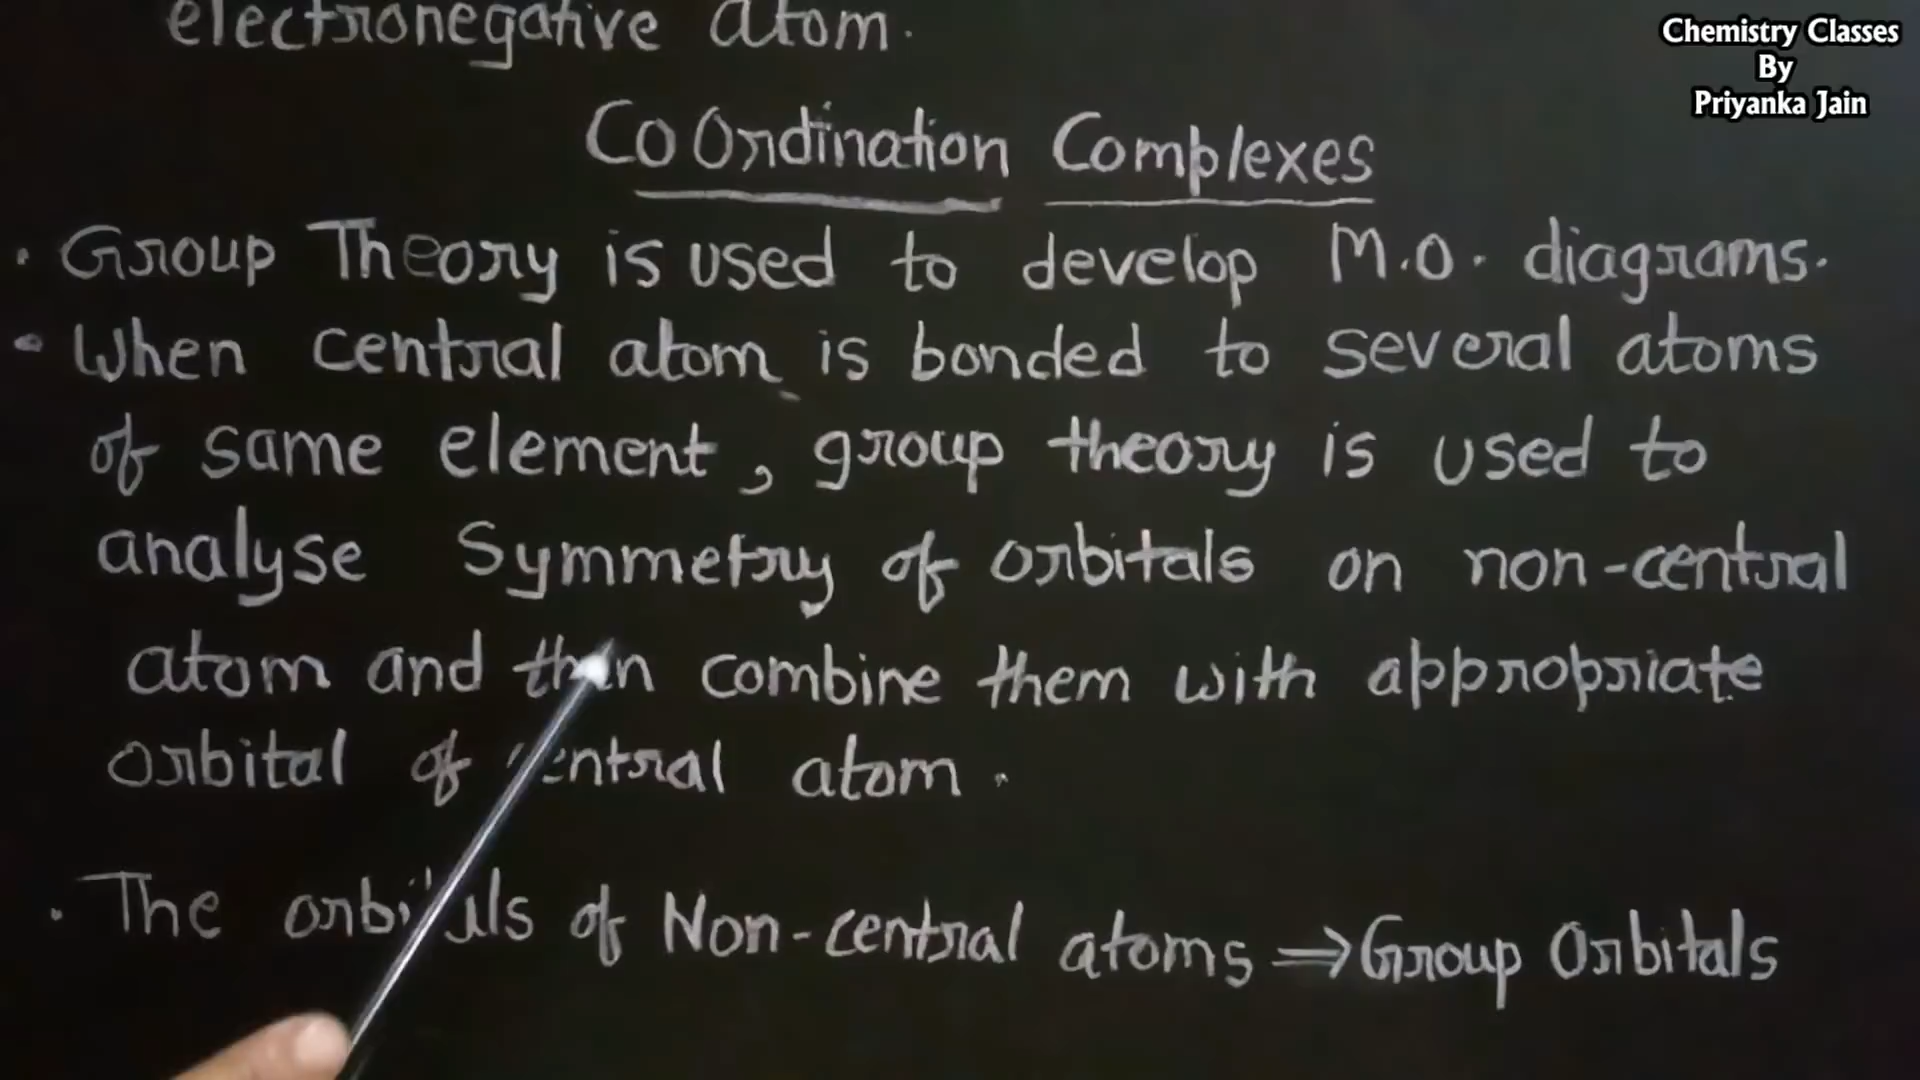 electronegative atom.
Chemistry Classes
By
Priyanka Jain
CoOrdination Complexes
· Group Theory is used to develop M.O. diagrams.
· When central atom is bonded to several atoms
of same element, group theory is used to
analyse Symmetry of orbitals on non-central
atom and then combine them with appropriate
orbital of central atom.
· The orbitals of Non-central atoms ⇒ Group Orbitals